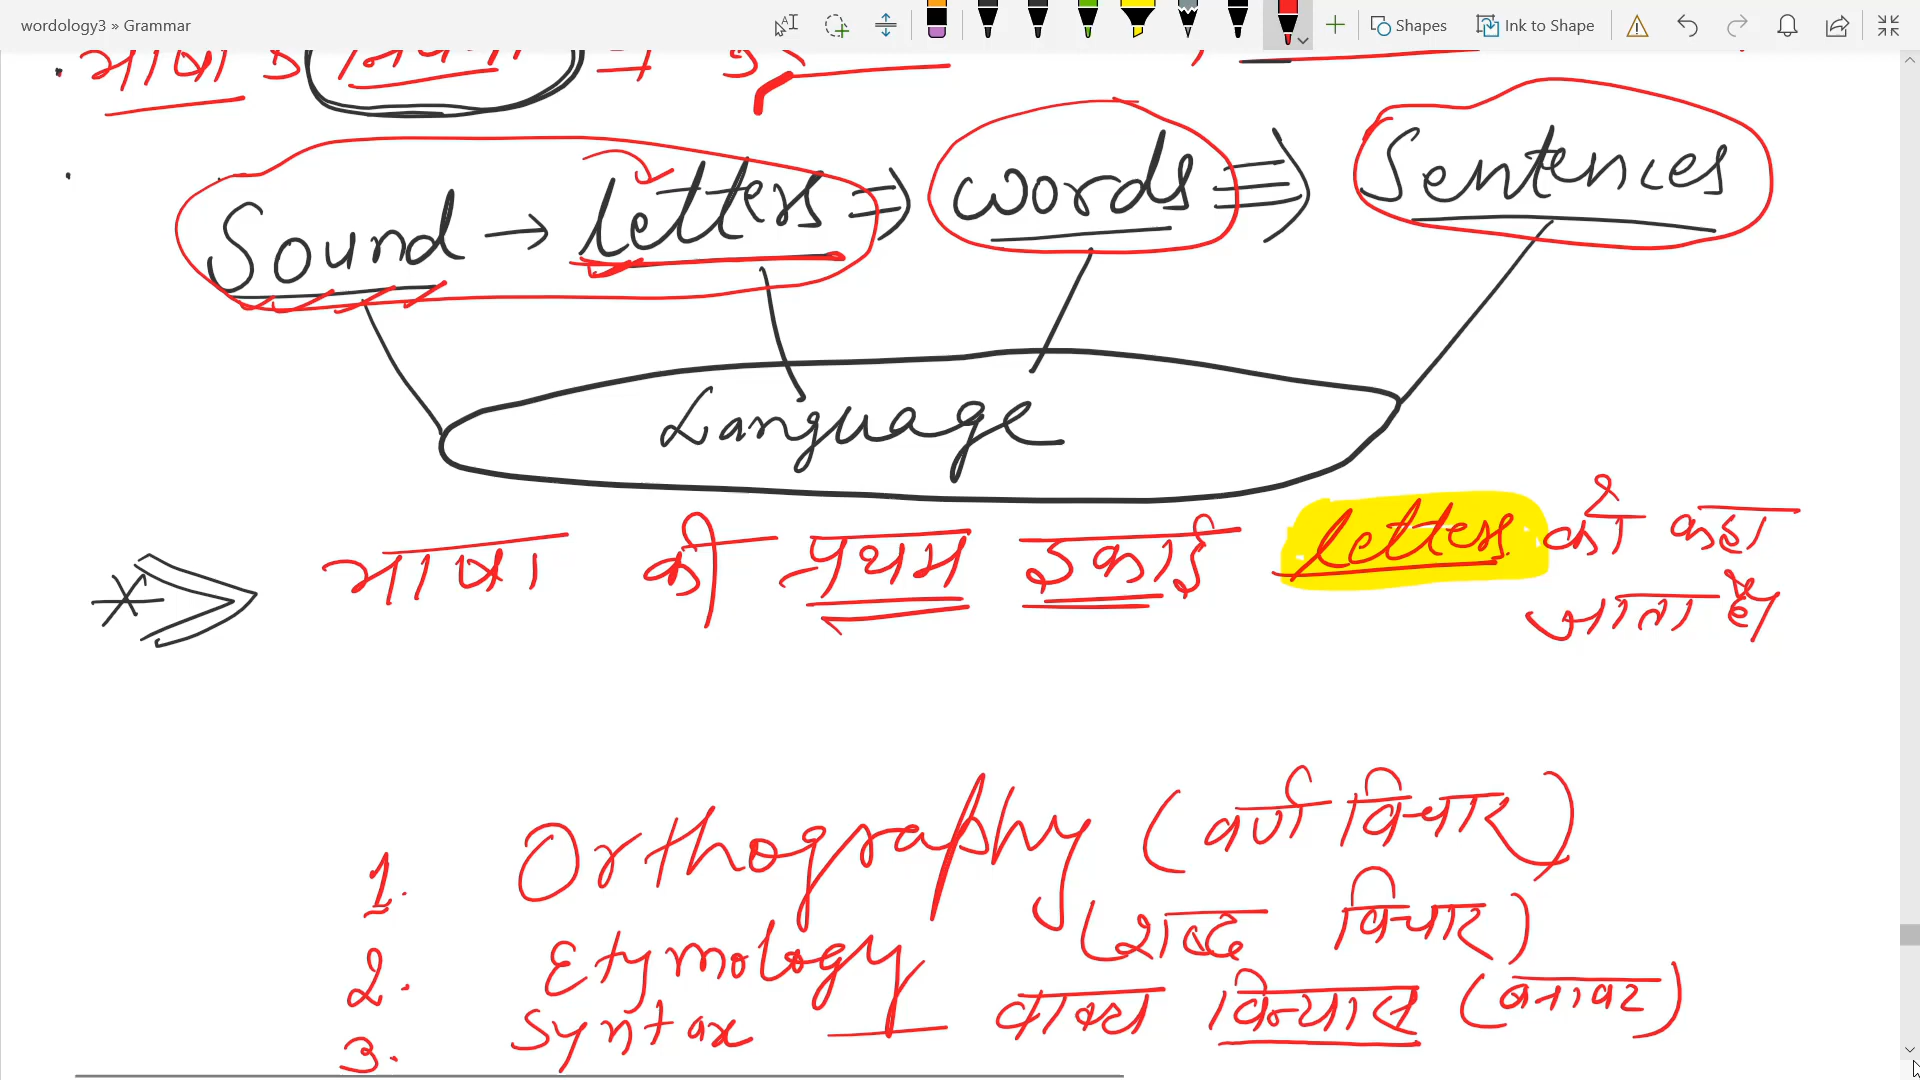 wordology3 » Grammar
Shapes
Ink to Shape
भाषा के
Sound → letters ⇒ words ⇒ Sentences
Language
भाषा की प्रथम इकाई letters को कहा
जाता है।
1. Orthography (वर्ण विचार)
2. Etymology (शब्द विचार)
3. Syntax — वाक्य विन्यास (बनावट)